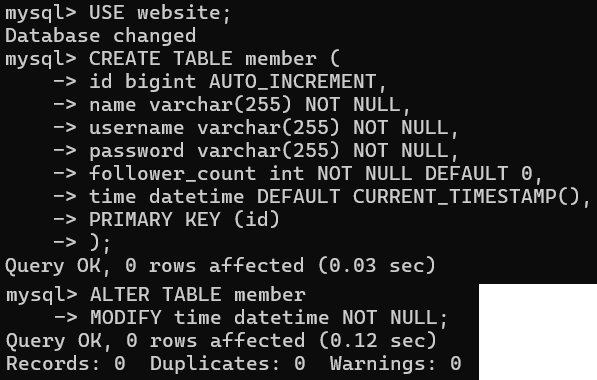 mysql> USE website;
Database changed
mysql> CREATE TABLE member (
    -> id bigint AUTO_INCREMENT,
    -> name varchar(255) NOT NULL,
    -> username varchar(255) NOT NULL,
    -> password varchar(255) NOT NULL,
    -> follower_count int NOT NULL DEFAULT 0,
    -> time datetime DEFAULT CURRENT_TIMESTAMP(),
    -> PRIMARY KEY (id)
    -> );
Query OK, 0 rows affected (0.03 sec)
mysql> ALTER TABLE member
    -> MODIFY time datetime NOT NULL;
Query OK, 0 rows affected (0.12 sec)
Records: 0  Duplicates: 0  Warnings: 0